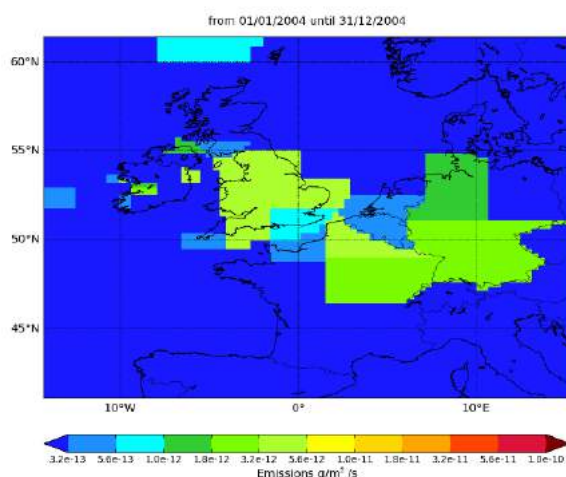 from 01/01/2004 until 31/12/2004
60°N
55°N
50°N
45°N
10°W 0° 10°E
3.2e-13 5.6e-13 1.0e-12 1.8e-12 3.2e-12 5.6e-12 1.0e-11 1.8e-11 3.2e-11 5.6e-11 1.0e-10
Emissions g/m² /s